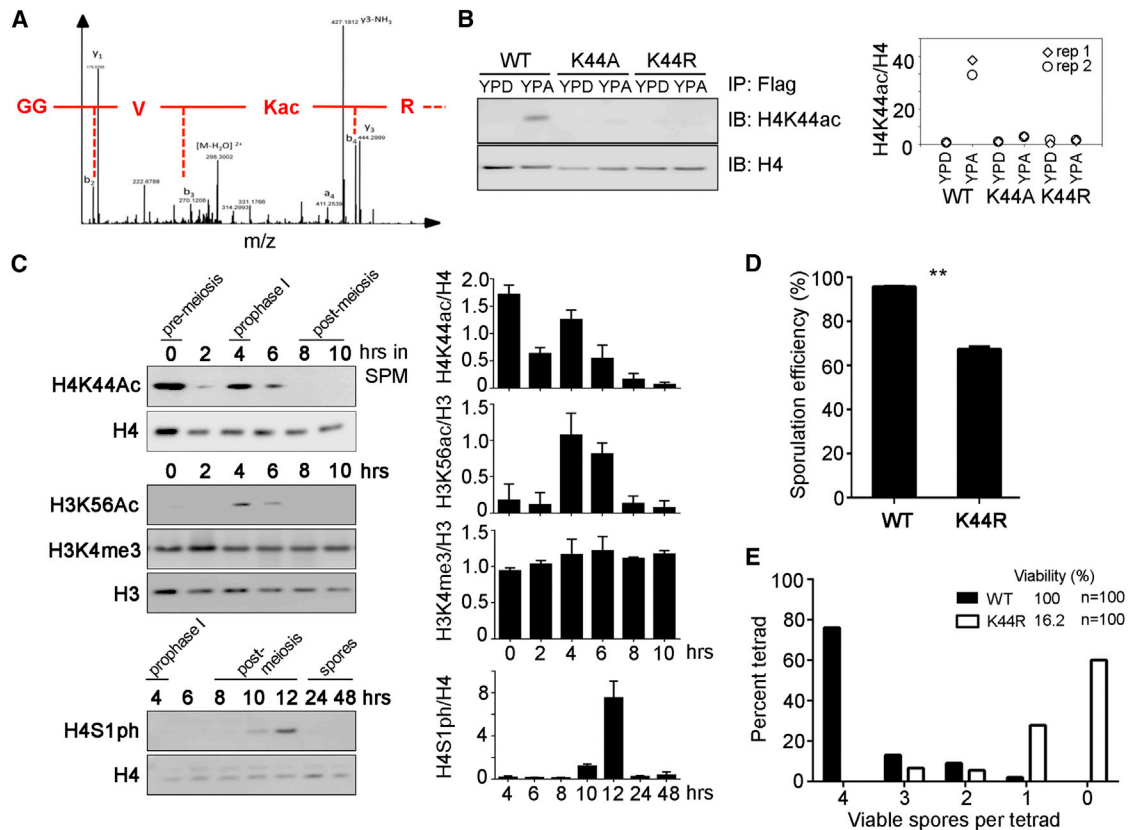 A
y1
175.0785
427.1812 y3-NH3
GG V Kac R
b2
222.6788
b3
270.1208
[M-H2O] 2+
298.3002
314.2993
331.1766
a4
411.2539
b4
y3
444.2999
m/z
B
WT K44A K44R
YPD YPA YPD YPA YPD YPA
IP: Flag
IB: H4K44ac
IB: H4
H4K44ac/H4
40
20
0
rep 1
rep 2
YPD YPA YPD YPA YPD YPA
WT K44A K44R
C
pre-meiosis prophase I post-meiosis
0 2 4 6 8 10 hrs in SPM
H4K44Ac
H4
0 2 4 6 8 10 hrs
H3K56Ac
H3K4me3
H3
prophase I post-meiosis spores
4 6 8 10 12 24 48 hrs
H4S1ph
H4
H4K44ac/H4
2.0
1.5
1.0
0.5
0.0
H3K56ac/H3
1.5
1.0
0.5
0.0
H3K4me3/H3
1.5
1.0
0.5
0.0
0 2 4 6 8 10 hrs
H4S1ph/H4
8
4
0
4 6 8 10 12 24 48 hrs
D
Sporulation efficiency (%)
100
80
60
40
20
0
**
WT K44R
E
Viability (%)
WT 100 n=100
K44R 16.2 n=100
Percent tetrad
100
80
60
40
20
0
4 3 2 1 0
Viable spores per tetrad